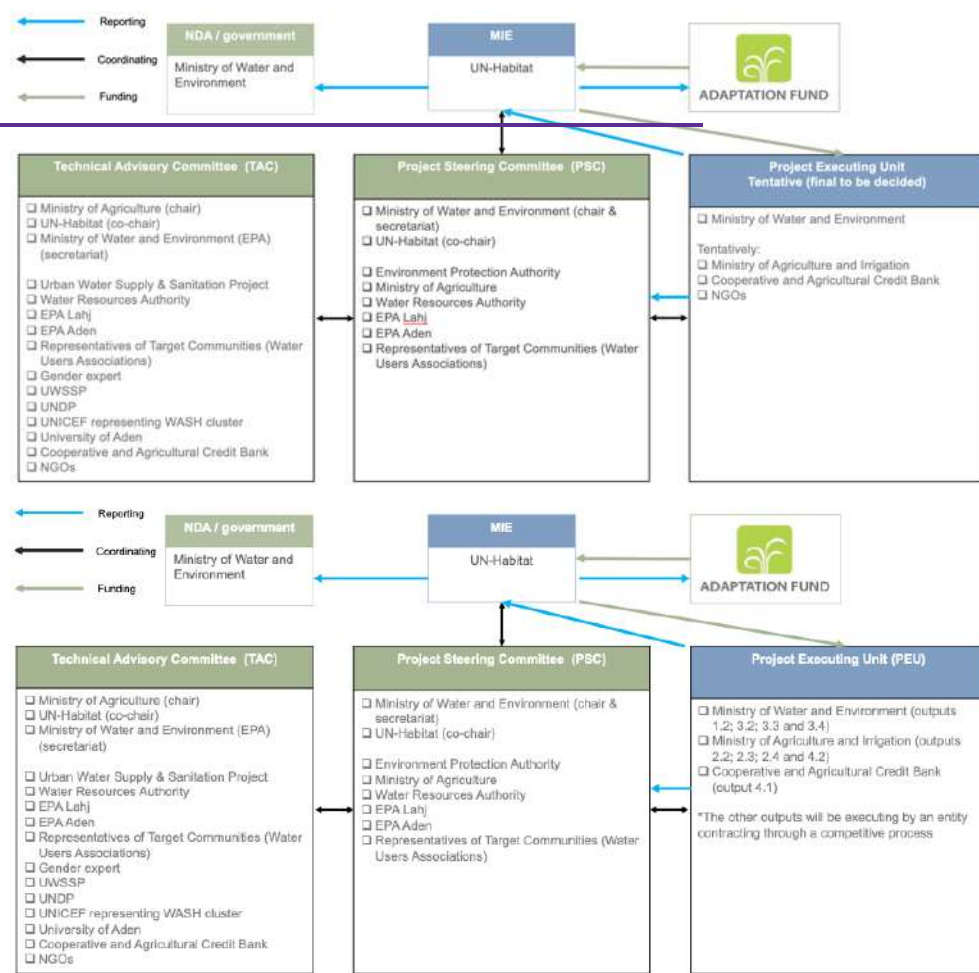 Reporting
Coordinating
Funding
NDA / government
Ministry of Water and
Environment
MIE
UN-Habitat
ADAPTATION FUND
Technical Advisory Committee (TAC)
Ministry of Agriculture (chair)
UN-Habitat (co-chair)
Ministry of Water and Environment (EPA)
(secretariat)
Urban Water Supply & Sanitation Project
Water Resources Authority
EPA Lahj
EPA Aden
Representatives of Target Communities (Water
Users Associations)
Gender expert
UWSSP
UNDP
UNICEF representing WASH cluster
University of Aden
Cooperative and Agricultural Credit Bank
NGOs
Project Steering Committee (PSC)
Ministry of Water and Environment (chair &
secretariat)
UN-Habitat (co-chair)
Environment Protection Authority
Ministry of Agriculture
Water Resources Authority
EPA Lahj
EPA Aden
Representatives of Target Communities (Water
Users Associations)
Project Executing Unit
Tentative (final to be decided)
Ministry of Water and Environment
Tentatively:
Ministry of Agriculture and Irrigation
Cooperative and Agricultural Credit Bank
NGOs
Reporting
Coordinating
Funding
NDA / government
Ministry of Water and
Environment
MIE
UN-Habitat
ADAPTATION FUND
Technical Advisory Committee (TAC)
Ministry of Agriculture (chair)
UN-Habitat (co-chair)
Ministry of Water and Environment (EPA)
(secretariat)
Urban Water Supply & Sanitation Project
Water Resources Authority
EPA Lahj
EPA Aden
Representatives of Target Communities (Water
Users Associations)
Gender expert
UWSSP
UNDP
UNICEF representing WASH cluster
University of Aden
Cooperative and Agricultural Credit Bank
NGOs
Project Steering Committee (PSC)
Ministry of Water and Environment (chair &
secretariat)
UN-Habitat (co-chair)
Environment Protection Authority
Ministry of Agriculture
Water Resources Authority
EPA Lahj
EPA Aden
Representatives of Target Communities (Water
Users Associations)
Project Executing Unit (PEU)
Ministry of Water and Environment (outputs
1.2; 3.2; 3.3 and 3.4)
Ministry of Agriculture and Irrigation (outputs
2.2; 2.3; 2.4 and 4.2)
Cooperative and Agricultural Credit Bank
(output 4.1)
*The other outputs will be executing by an entity
contracting through a competitive process